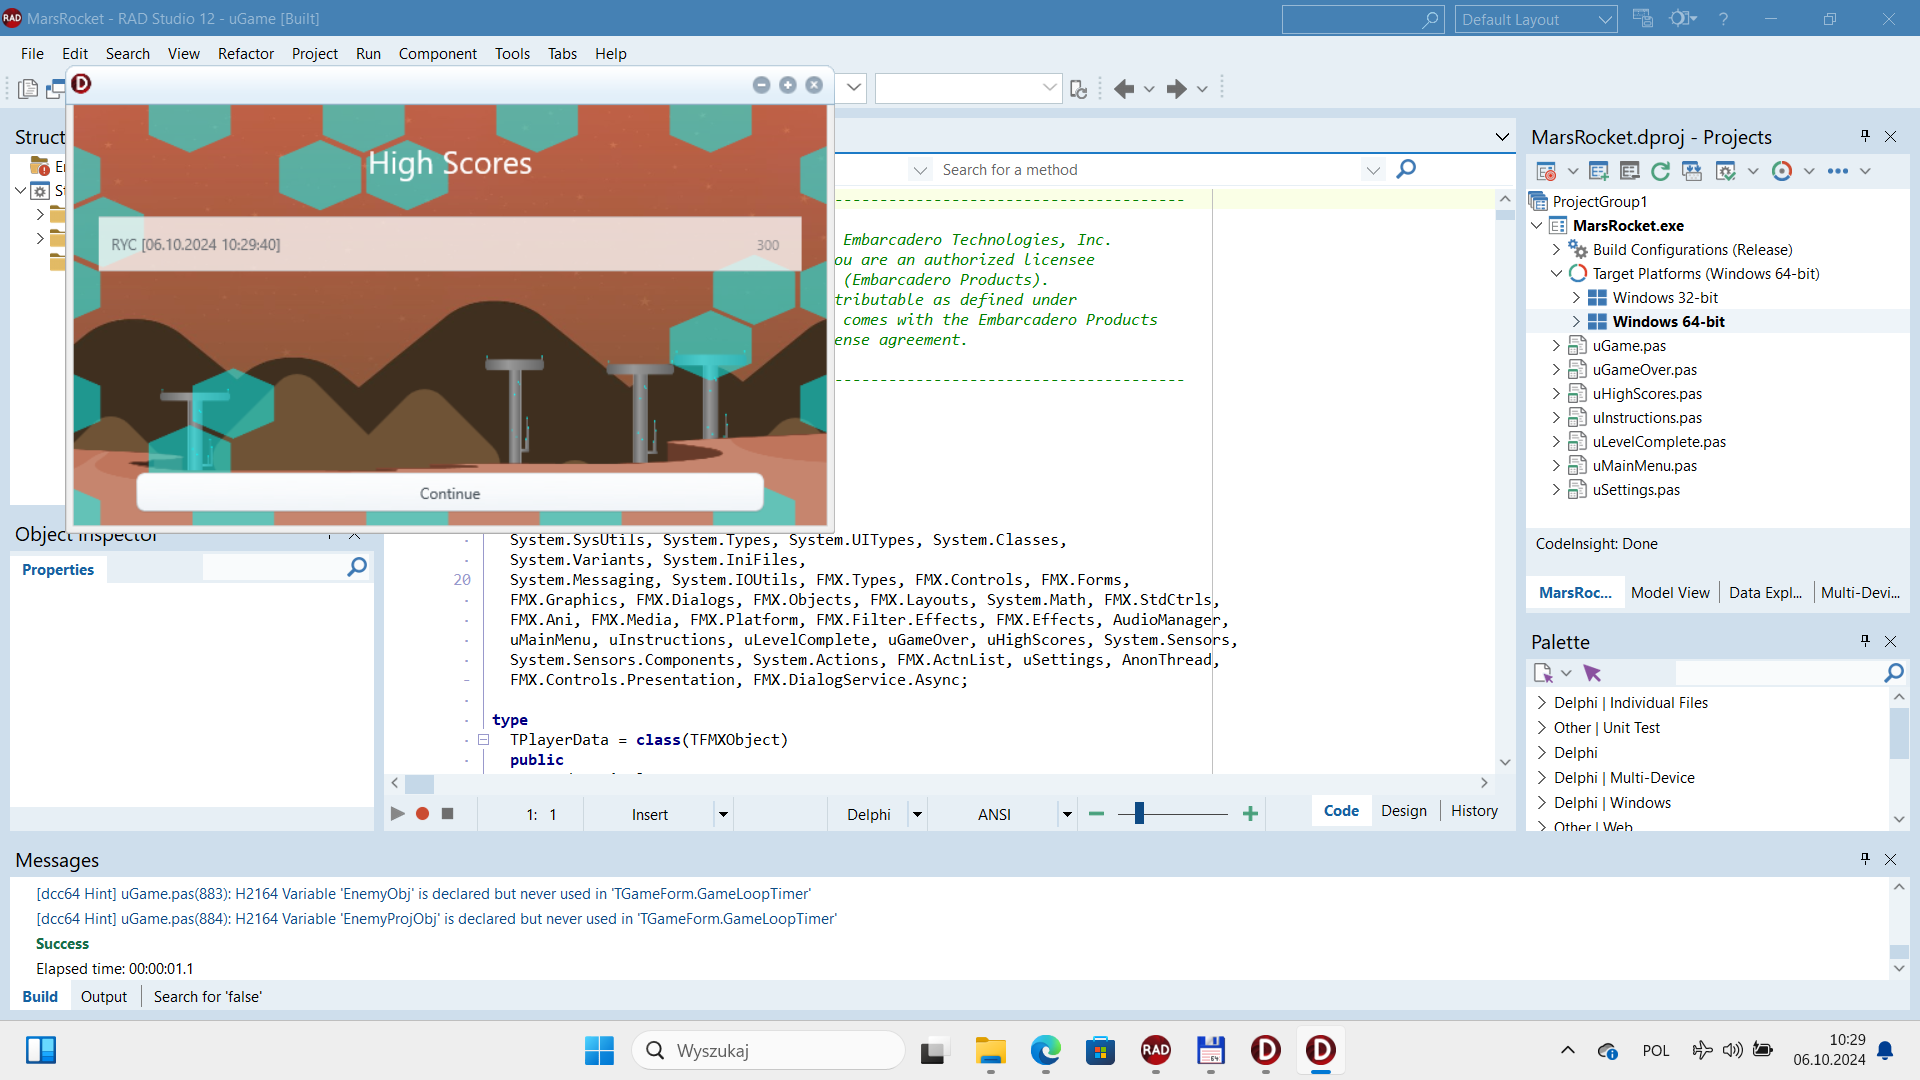 MarsRocket - RAD Studio 12 - uGame [Built]
Default Layout
File Edit Search View Refactor Project Run Component Tools Tabs Help
High Scores
RYC [06.10.2024 10:29:40] 300
Continue
Struct
Object Inspector
Properties
Search for a method
--------------------------------------
Embarcadero Technologies, Inc.
ou are an authorized licensee
(Embarcadero Products).
tributable as defined under
comes with the Embarcadero Products
ense agreement.
--------------------------------------
System.SysUtils, System.Types, System.UITypes, System.Classes,
System.Variants, System.IniFiles,
20 System.Messaging, System.IOUtils, FMX.Types, FMX.Controls, FMX.Forms,
FMX.Graphics, FMX.Dialogs, FMX.Objects, FMX.Layouts, System.Math, FMX.StdCtrls,
FMX.Ani, FMX.Media, FMX.Platform, FMX.Filter.Effects, FMX.Effects, AudioManager,
uMainMenu, uInstructions, uLevelComplete, uGameOver, uHighScores, System.Sensors,
System.Sensors.Components, System.Actions, FMX.ActnList, uSettings, AnonThread,
FMX.Controls.Presentation, FMX.DialogService.Async;
type
TPlayerData = class(TFMXObject)
public
1: 1 Insert Delphi ANSI Code Design History
MarsRocket.dproj - Projects
ProjectGroup1
MarsRocket.exe
Build Configurations (Release)
Target Platforms (Windows 64-bit)
Windows 32-bit
Windows 64-bit
uGame.pas
uGameOver.pas
uHighScores.pas
uInstructions.pas
uLevelComplete.pas
uMainMenu.pas
uSettings.pas
CodeInsight: Done
MarsRoc... Model View Data Expl... Multi-Devi...
Palette
Delphi | Individual Files
Other | Unit Test
Delphi
Delphi | Multi-Device
Delphi | Windows
Other | Web
Messages
[dcc64 Hint] uGame.pas(883): H2164 Variable 'EnemyObj' is declared but never used in 'TGameForm.GameLoopTimer'
[dcc64 Hint] uGame.pas(884): H2164 Variable 'EnemyProjObj' is declared but never used in 'TGameForm.GameLoopTimer'
Success
Elapsed time: 00:00:01.1
Build Output Search for 'false'
Wyszukaj
RAD
64
POL
10:29
06.10.2024